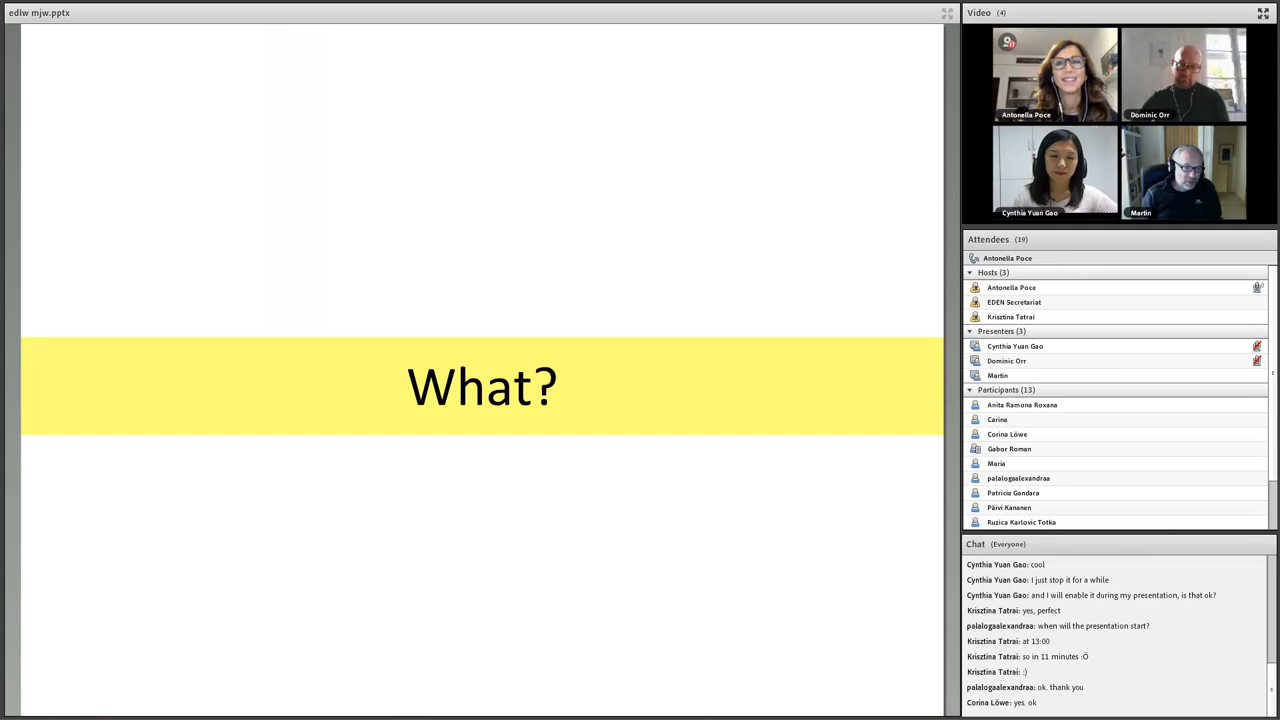 edlw mjw.pptx
What?
Video (4)
Antonella Poce
Dominic Orr
Cynthia Yuan Gao
Martin
Attendees (19)
Antonella Poce
Hosts (3)
Antonella Poce
EDEN Secretariat
Krisztina Tatrai
Presenters (3)
Cynthia Yuan Gao
Dominic Orr
Martin
Participants (13)
Anita Ramona Roxana
Carina
Corina Löwe
Gabor Roman
Maria
palalogaalexandraa
Patricia Gandara
Päivi Kananen
Ruzica Karlovic Totka
Chat (Everyone)
Cynthia Yuan Gao: cool
Cynthia Yuan Gao: I just stop it for a while
Cynthia Yuan Gao: and I will enable it during my presentation, is that ok?
Krisztina Tatrai: yes, perfect
palalogaalexandraa: when will the presentation start?
Krisztina Tatrai: at 13:00
Krisztina Tatrai: so in 11 minutes :Ö
Krisztina Tatrai: :)
palalogaalexandraa: ok. thank you
Corina Löwe: yes. ok